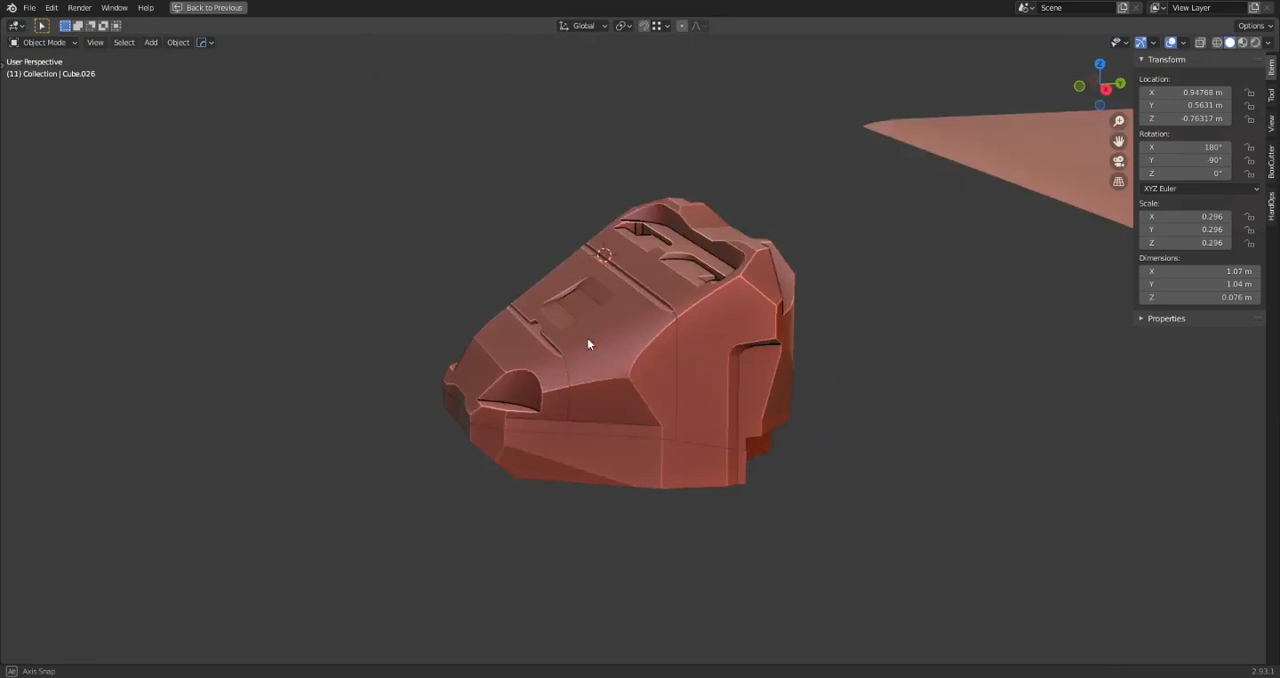 File Edit Render Window Help Back to Previous Scene View Layer
Global Options
Object Mode View Select Add Object
User Perspective
(11) Collection | Cube.026
Z
Y
X
Transform
Location:
X 0.94768 m
Y 0.5631 m
Z -0.76317 m
Rotation:
X 180°
Y -90°
Z 0°
XYZ Euler
Scale:
X 0.296
Y 0.296
Z 0.296
Dimensions:
X 1.07 m
Y 1.04 m
Z 0.076 m
Properties
Item
Tool
View
BoxCutter
HardOps
Axis Snap
2.93.1